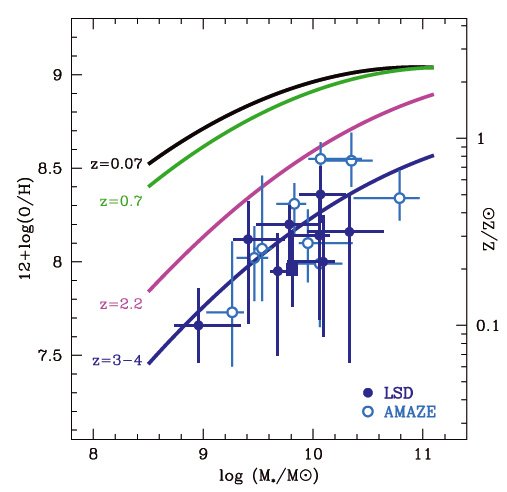 9
8.5
8
7.5
12+log(O/H)
z=0.07
z=0.7
z=2.2
z=3-4
1
0.1
Z/Z⊙
LSD
AMAZE
8
9
10
11
log (M*/M⊙)